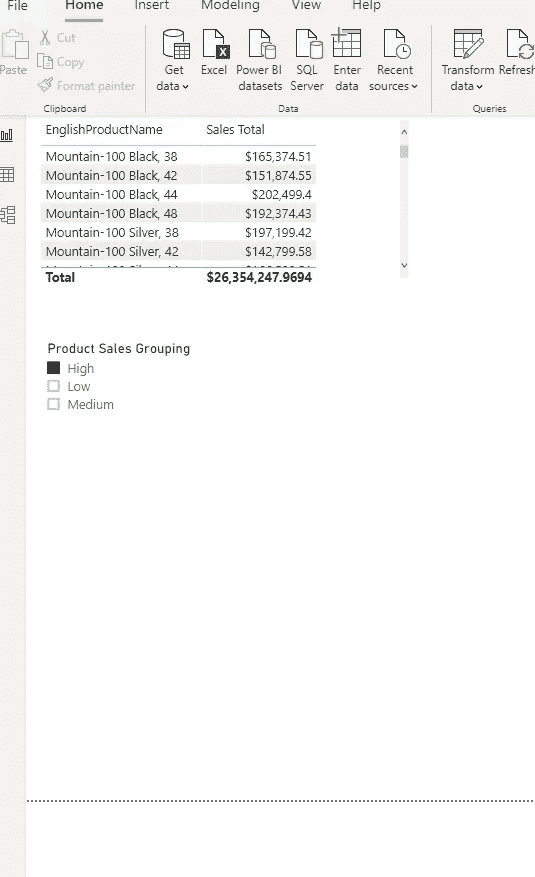 File Home Insert Modeling View Help
Cut
Copy
Paste
Format painter
Get data
Excel
Power BI datasets
SQL Server
Enter data
Recent sources
Transform data
Refresh
Clipboard Data Queries
EnglishProductName Sales Total
Mountain-100 Black, 38 $165,374.51
Mountain-100 Black, 42 $151,874.55
Mountain-100 Black, 44 $202,499.4
Mountain-100 Black, 48 $192,374.43
Mountain-100 Silver, 38 $197,199.42
Mountain-100 Silver, 42 $142,799.58
Total $26,354,247.9694
Product Sales Grouping
High
Low
Medium